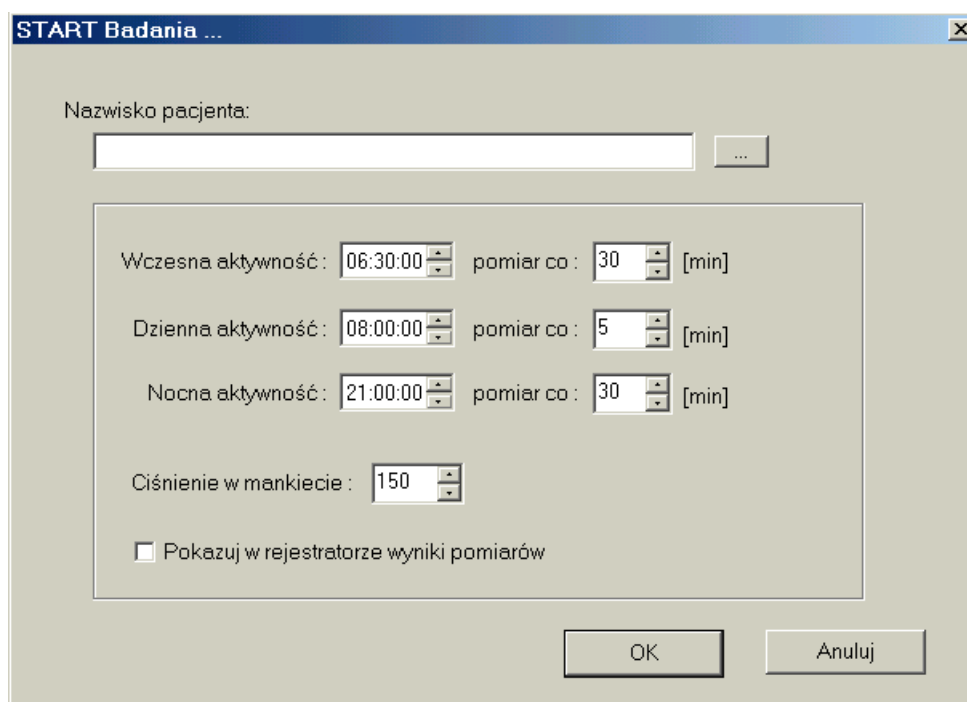 START Badania ...
Nazwisko pacjenta:
...
Wczesna aktywność : 06:30:00 pomiar co : 30 [min]
Dzienna aktywność : 08:00:00 pomiar co : 5 [min]
Nocna aktywność : 21:00:00 pomiar co : 30 [min]
Ciśnienie w mankiecie : 150
Pokazuj w rejestratorze wyniki pomiarów
OK Anuluj